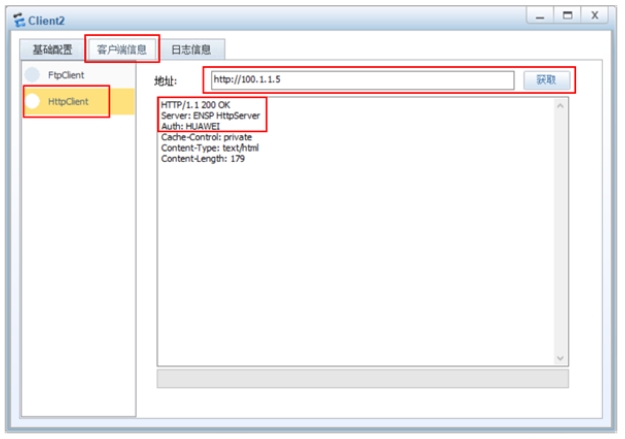 Client2
基础配置 客户端信息 日志信息
FtpClient
HttpClient
地址: http://100.1.1.5 获取
HTTP/1.1 200 OK
Server: ENSP HttpServer
Auth: HUAWEI
Cache-Control: private
Content-Type: text/html
Content-Length: 179